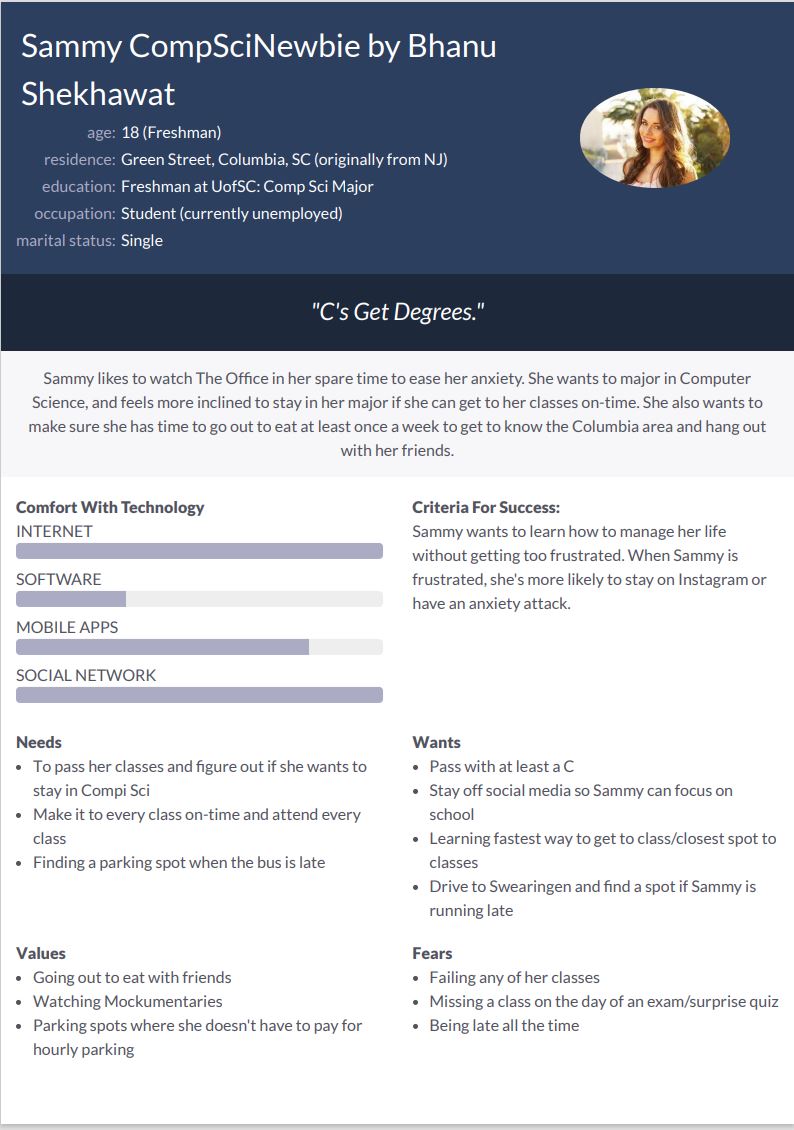 Sammy CompSciNewbie by Bhanu
Shekhawat
age: 18 (Freshman)
residence: Green Street, Columbia, SC (originally from NJ)
education: Freshman at UofSC: Comp Sci Major
occupation: Student (currently unemployed)
marital status: Single
"C's Get Degrees."
Sammy likes to watch The Office in her spare time to ease her anxiety. She wants to major in Computer
Science, and feels more inclined to stay in her major if she can get to her classes on-time. She also wants to
make sure she has time to go out to eat at least once a week to get to know the Columbia area and hang out
with her friends.
Comfort With Technology
INTERNET
SOFTWARE
MOBILE APPS
SOCIAL NETWORK
Criteria For Success:
Sammy wants to learn how to manage her life
without getting too frustrated. When Sammy is
frustrated, she's more likely to stay on Instagram or
have an anxiety attack.
Needs
• To pass her classes and figure out if she wants to
stay in Compi Sci
• Make it to every class on-time and attend every
class
• Finding a parking spot when the bus is late
Wants
• Pass with at least a C
• Stay off social media so Sammy can focus on
school
• Learning fastest way to get to class/closest spot to
classes
• Drive to Swearingen and find a spot if Sammy is
running late
Values
• Going out to eat with friends
• Watching Mockumentaries
• Parking spots where she doesn't have to pay for
hourly parking
Fears
• Failing any of her classes
• Missing a class on the day of an exam/surprise quiz
• Being late all the time